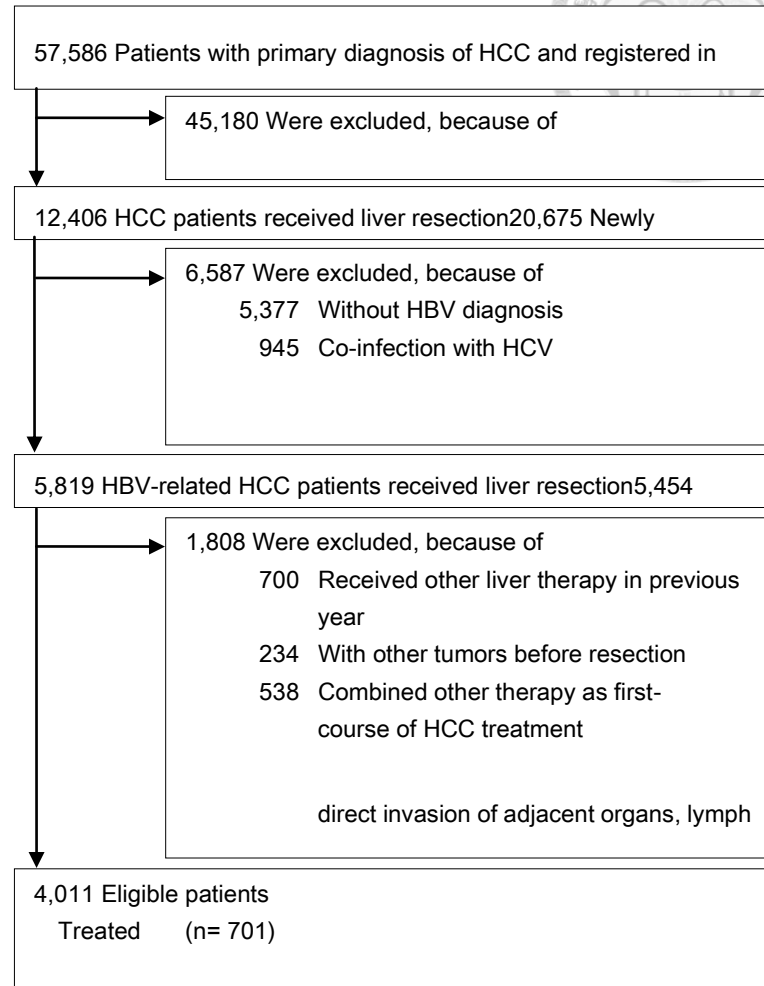 57,586 Patients with primary diagnosis of HCC and registered in
45,180 Were excluded, because of
12,406 HCC patients received liver resection20,675 Newly
6,587 Were excluded, because of
5,377 Without HBV diagnosis
945 Co-infection with HCV
5,819 HBV-related HCC patients received liver resection5,454
1,808 Were excluded, because of
700 Received other liver therapy in previous
year
234 With other tumors before resection
538 Combined other therapy as first-
course of HCC treatment
direct invasion of adjacent organs, lymph
4,011 Eligible patients
Treated (n= 701)